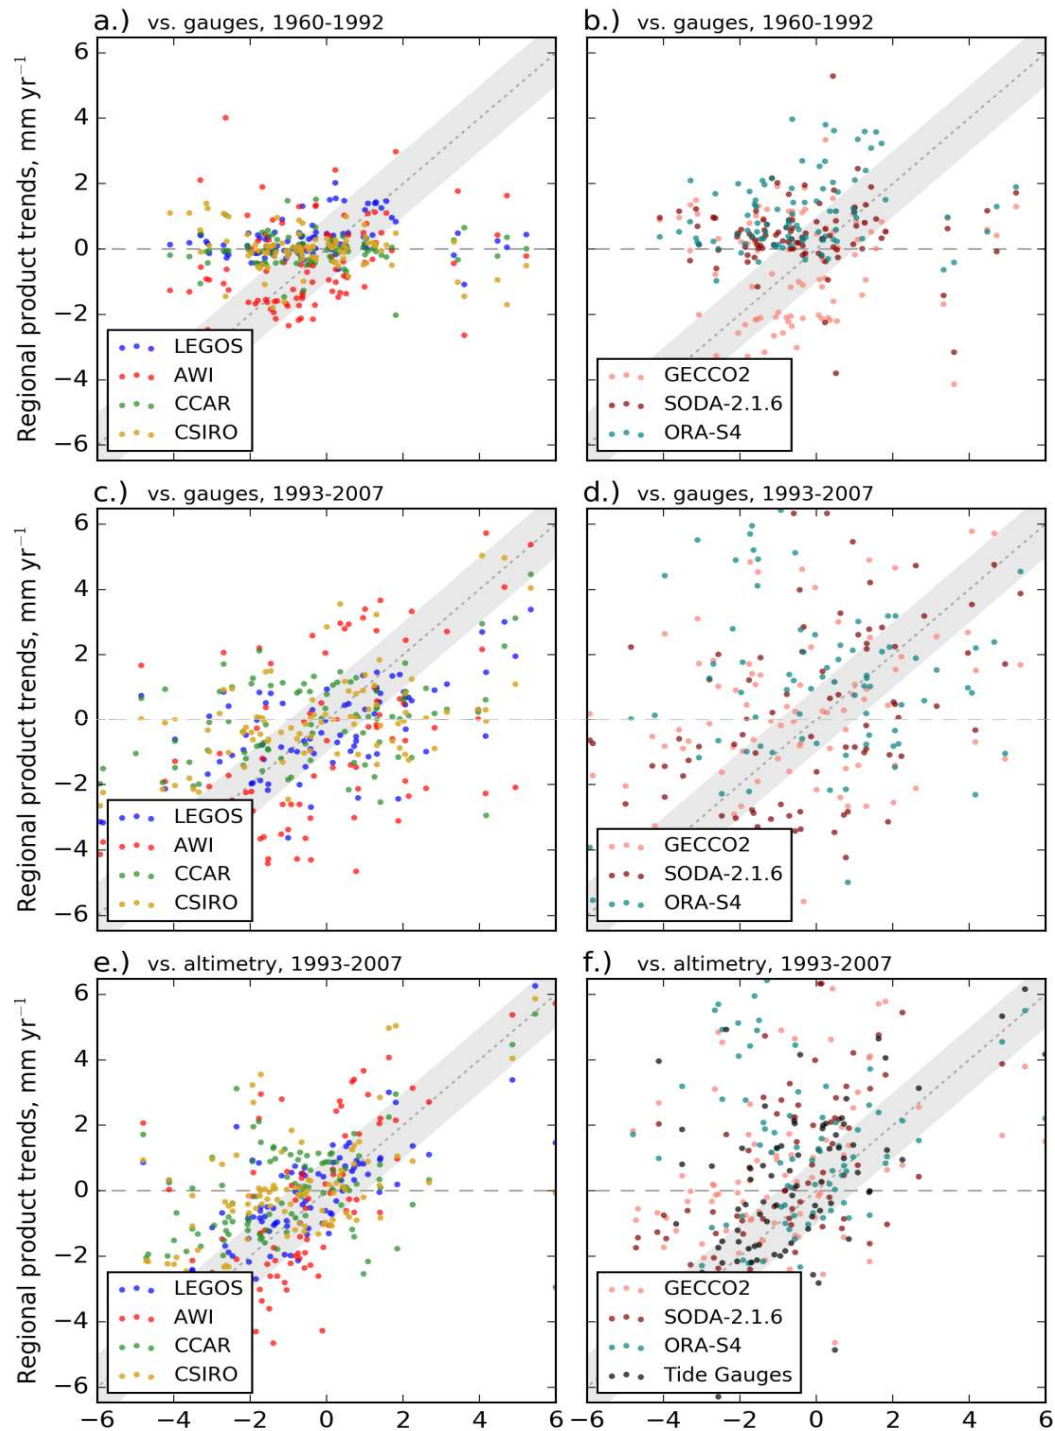 a.) vs. gauges, 1960-1992
b.) vs. gauges, 1960-1992
Regional product trends, mm yr⁻¹
6
4
2
0
−2
−4
−6
LEGOS
AWI
CCAR
CSIRO
GECCO2
SODA-2.1.6
ORA-S4
c.) vs. gauges, 1993-2007
d.) vs. gauges, 1993-2007
Regional product trends, mm yr⁻¹
6
4
2
0
−2
−4
−6
LEGOS
AWI
CCAR
CSIRO
GECCO2
SODA-2.1.6
ORA-S4
e.) vs. altimetry, 1993-2007
f.) vs. altimetry, 1993-2007
Regional product trends, mm yr⁻¹
6
4
2
0
−2
−4
−6
LEGOS
AWI
CCAR
CSIRO
GECCO2
SODA-2.1.6
ORA-S4
Tide Gauges
−6 −4 −2 0 2 4 6
−4 −2 0 2 4 6